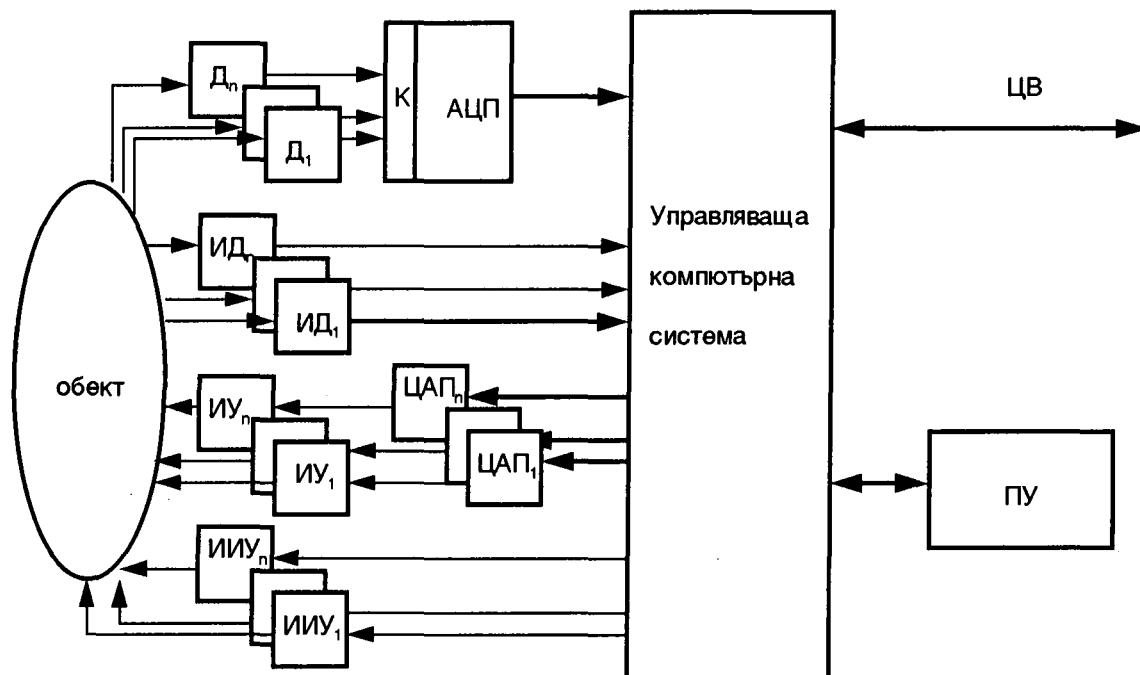 Дn
Д1
К
АЦП
ЦВ
ИДn
ИД1
Управляваща
компютърна
система
обект
ИУn
ИУ1
ЦАПn
ЦАП1
ПУ
ИИУn
ИИУ1